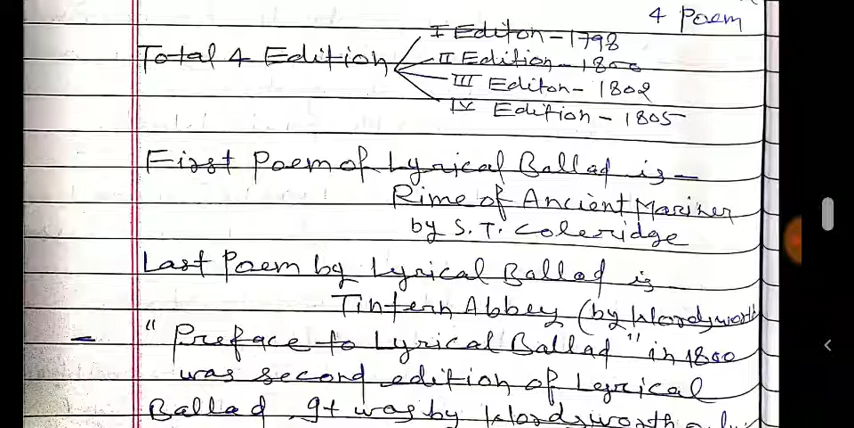 4 Poem
I Editon - 1798
Total 4 Edition
II Edition - 1800
III Editon - 1802
IV Edition - 1805
First Poem of Lyrical Ballad is -
Rime of Ancient Mariner
by S. T. Coleridge
Last Poem by Lyrical Ballad is
Tintern Abbey (by Wordsworth
- "Preface to Lyrical Ballad" in 1800
was second edition of Lyrical
Ballad. It was by Wordsworth